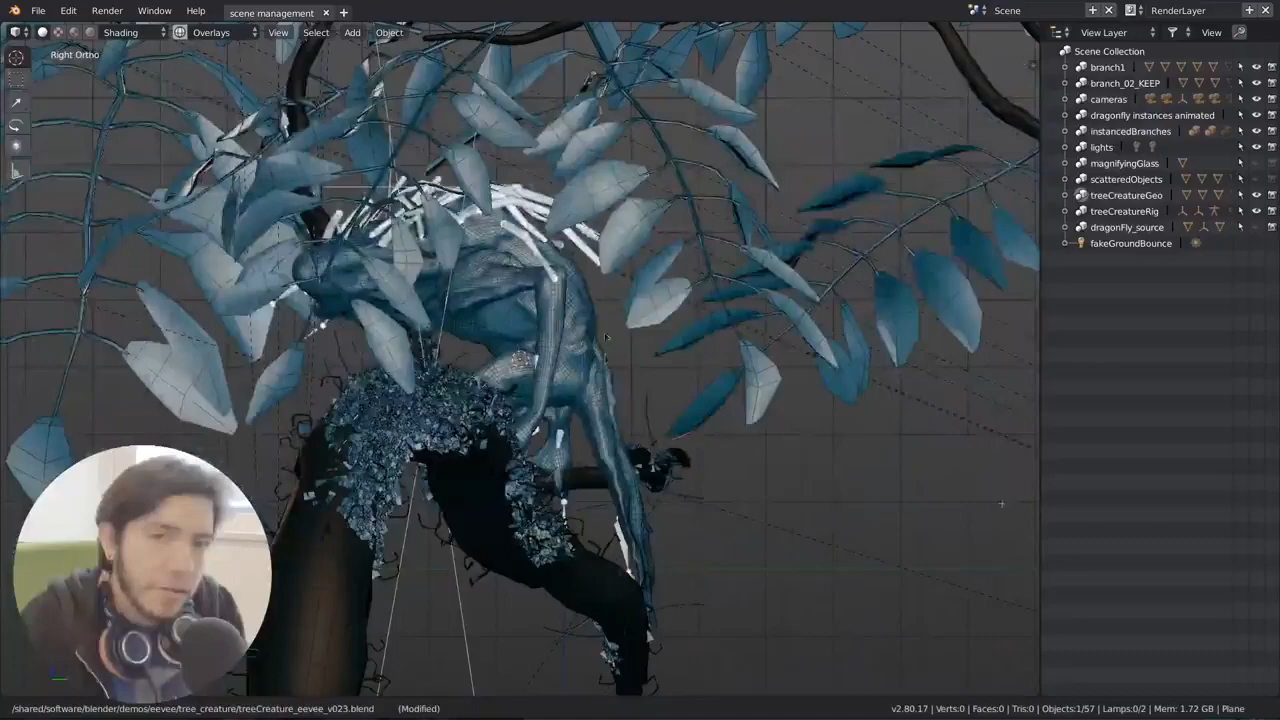 File Edit Render Window Help scene management × + Scene RenderLayer
Shading Overlays View Select Add Object View Layer View
Right Ortho
Scene Collection
branch1
branch_02_KEEP
cameras
dragonfly instances animated
instancedBranches
lights
magnifyingGlass
scatteredObjects
treeCreatureGeo
treeCreatureRig
dragonFly_source
fakeGroundBounce
/shared/software/blender/demos/eevee/tree_creature/treeCreature_eevee_v023.blend (Modified) v2.80.17 | Verts:0 | Faces:0 | Tris:0 | Objects:1/57 | Lamps:0/2 | Mem: 1.72 GB | Plane